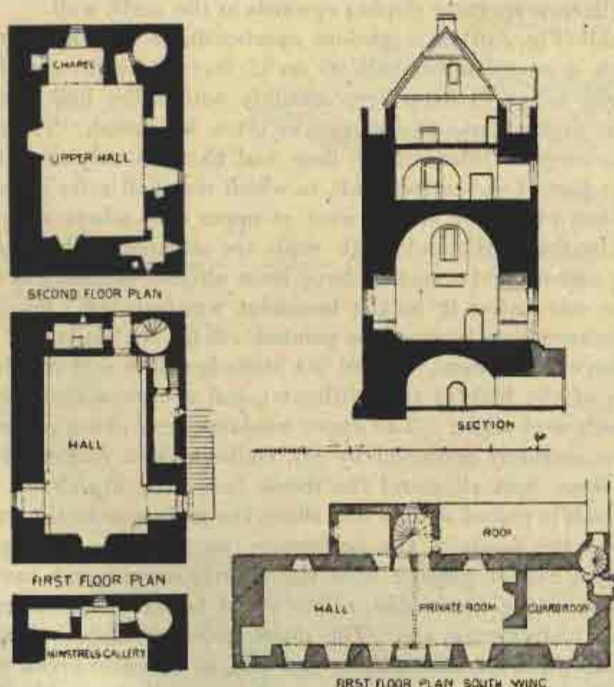 CHAPEL
UPPER HALL
SECOND FLOOR PLAN
HALL
FIRST FLOOR PLAN
MINSTRELS GALLERY
SECTION
ROOF
HALL
PRIVATE ROOM
GUARDROOM
FIRST FLOOR PLAN SOUTH WING